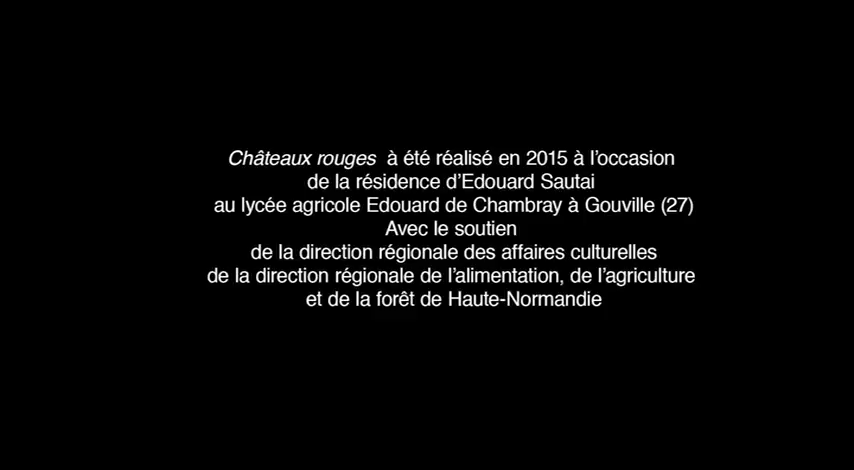 Châteaux rouges à été réalisé en 2015 à l'occasion
de la résidence d'Edouard Sautai
au lycée agricole Edouard de Chambray à Gouville (27)
Avec le soutien
de la direction régionale des affaires culturelles
de la direction régionale de l'alimentation, de l'agriculture
et de la forêt de Haute-Normandie